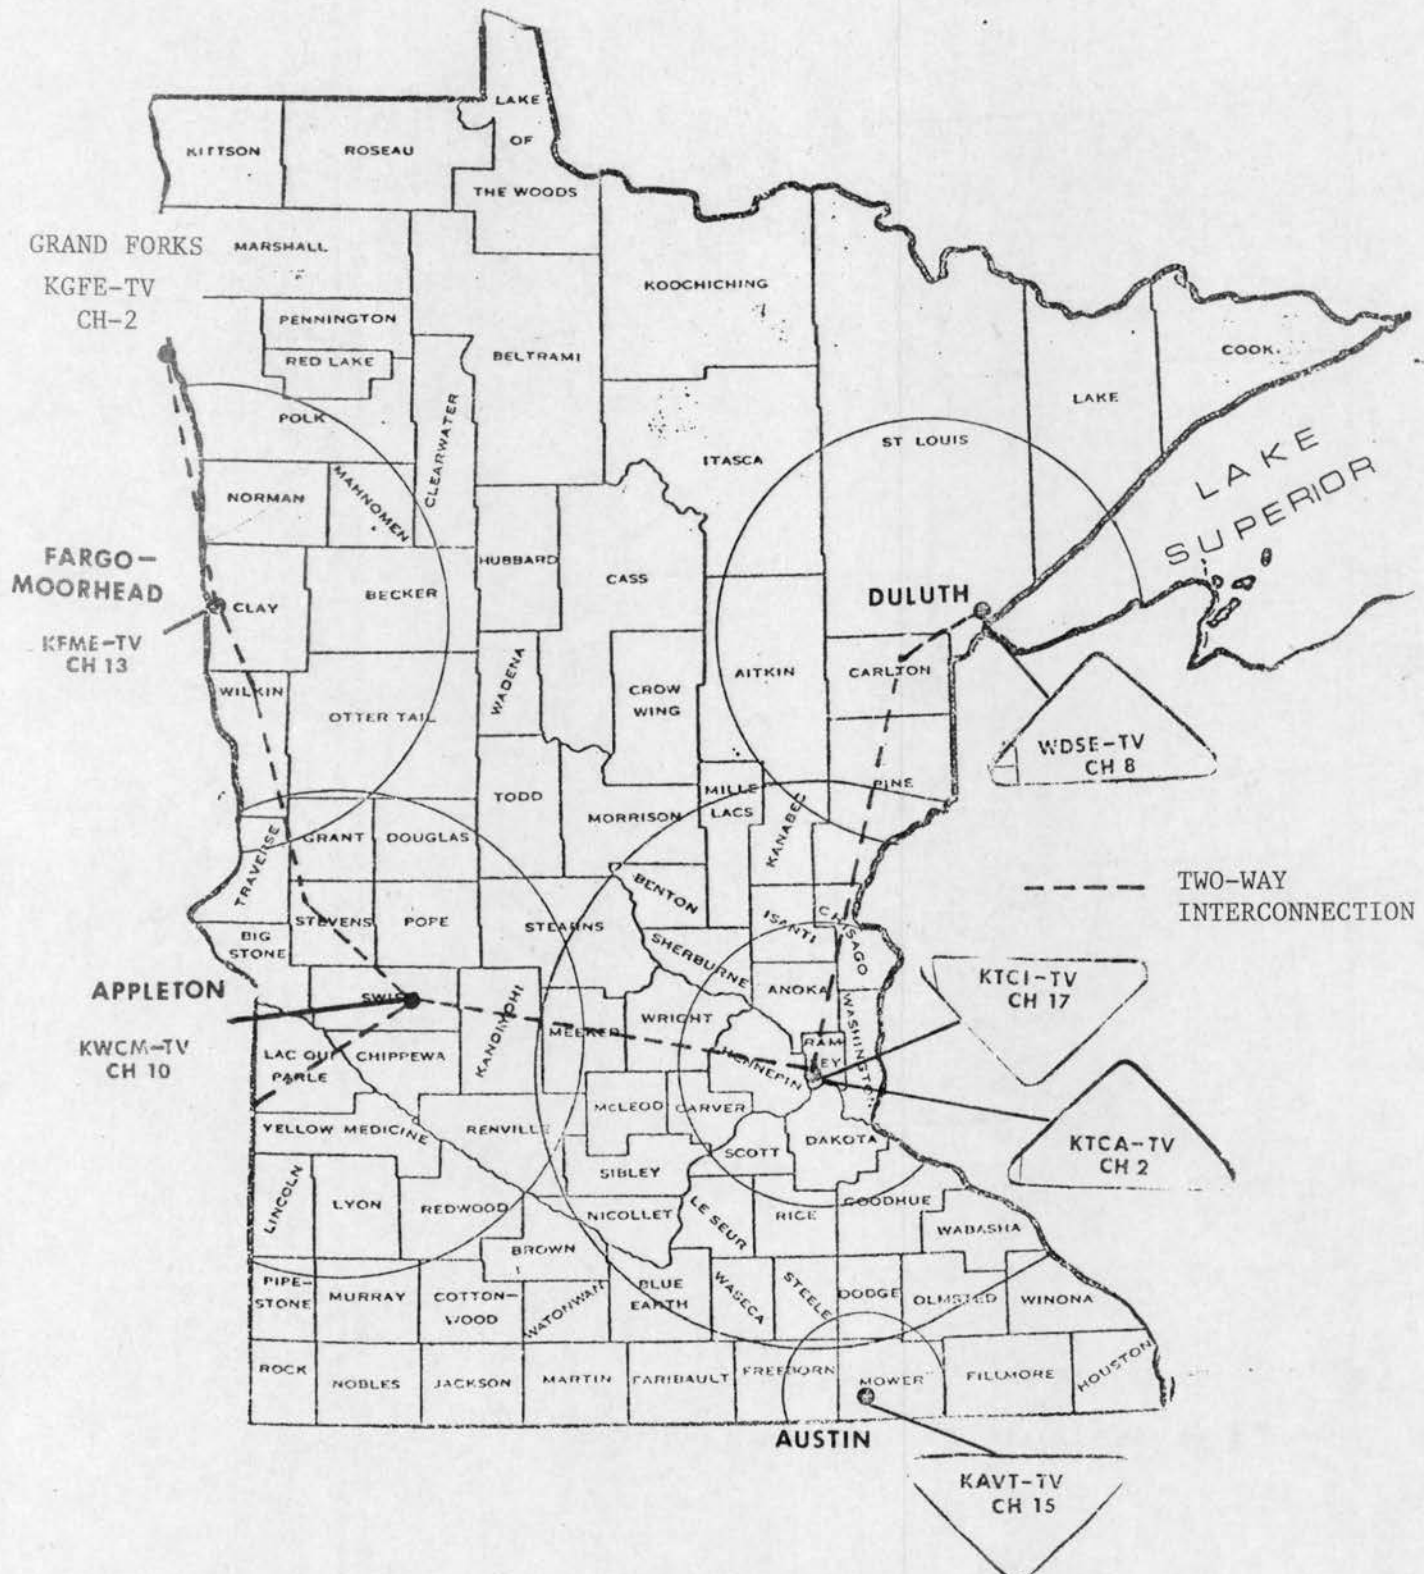 LAKE
OF
THE WOODS
KITTSON
ROSEAU
GRAND FORKS
KGFE-TV
CH-2
MARSHALL
KOOCHICHING
PENNINGTON
RED LAKE
BELTRAMI
COOK.
LAKE
POLK
CLEARWATER
ST LOUIS
ITASCA
LAKE
SUPERIOR
NORMAN
MAHNOMEN
FARGO-
MOORHEAD
KFME-TV
CH 13
CLAY
BECKER
HUBBARD
CASS
DULUTH
WILKIN
OTTER TAIL
WADENA
CROW
WING
AITKIN
CARLTON
WDSE-TV
CH 8
PINE
TODD
MORRISON
MILLE
LACS
KANABEC
TRAVERSE
GRANT
DOUGLAS
BENTON
TWO-WAY
INTERCONNECTION
STEVENS
POPE
STEARNS
ISANTI
CHISAGO
BIG
STONE
SHERBURNE
APPLETON
KWCM-TV
CH 10
KANDIYOHI
MEEKER
WRIGHT
ANOKA
WASHINGTON
KTCI-TV
CH 17
LAC QUI
PARLE
CHIPPEWA
HENNEPIN
RAM-
EY
YELLOW MEDICINE
RENVILLE
MCLEOD
CARVER
SCOTT
DAKOTA
KTCA-TV
CH 2
LINCOLN
LYON
REDWOOD
SIBLEY
NICOLLET
LE SEUR
RICE
GOODHUE
WABASHA
BROWN
PIPE-
STONE
MURRAY
COTTON-
WOOD
WATONWAN
BLUE
EARTH
WASECA
STEELE
DODGE
OLMSTED
WINONA
ROCK
NOBLES
JACKSON
MARTIN
FARIBAULT
FREEBORN
MOWER
FILLMORE
HOUSTON
AUSTIN
KAVT-TV
CH 15